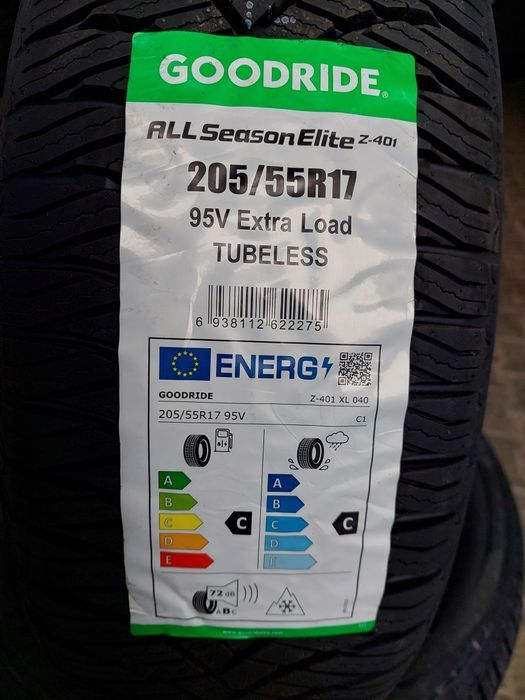 GOODRIDE®
ALL Season Elite Z-401
205/55R17
95V Extra Load
TUBELESS
6 938112 622275
ENERG
GOODRIDE Z-401 XL 040
205/55R17 95V C1
A A
B B
C C C C
D D
E E
72 dB
ABC